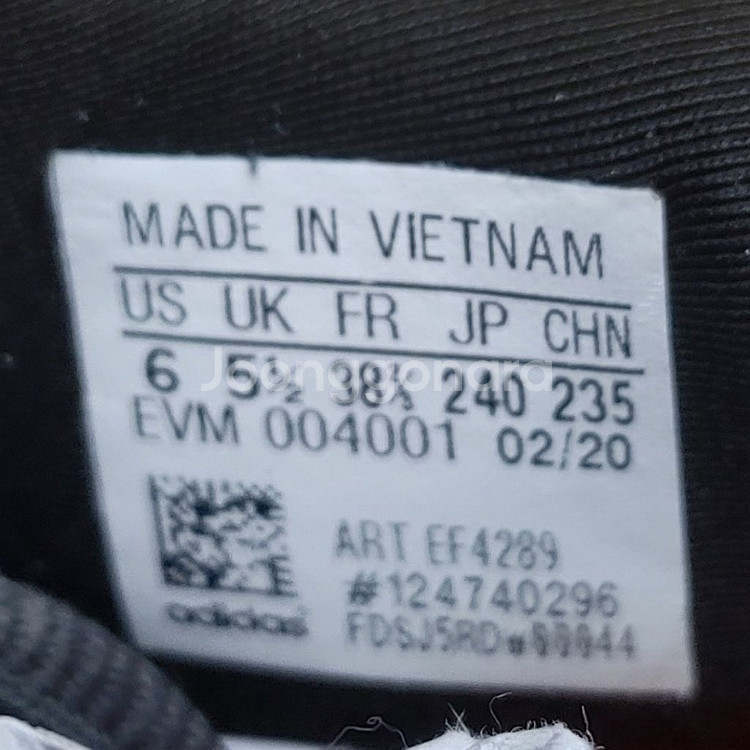 MADE IN VIETNAM
US UK FR JP CHN
6 5½ 38⅔ 240 235
Joonggonara
EVM 004001 02/20
ART EF4289
#124740296
adidas